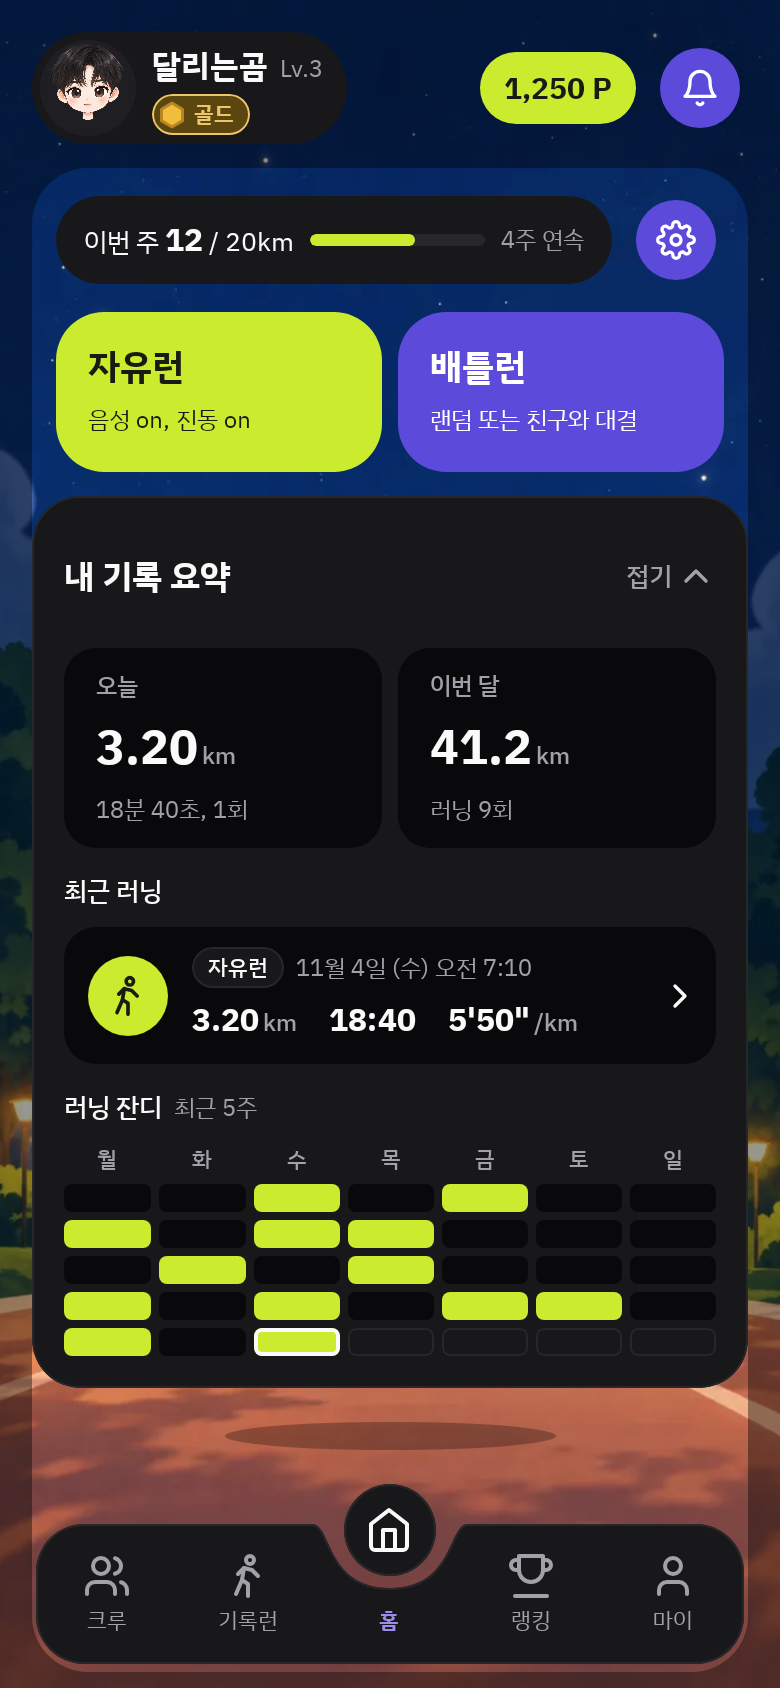 달리는곰 Lv.3
골드
1,250 P
이번 주 12 / 20km
4주 연속
자유런
음성 on, 진동 on
배틀런
랜덤 또는 친구와 대결
내 기록 요약
접기
오늘
3.20 km
18분 40초, 1회
이번 달
41.2 km
러닝 9회
최근 러닝
자유런 11월 4일 (수) 오전 7:10
3.20 km 18:40 5'50" /km
러닝 잔디 최근 5주
월 화 수 목 금 토 일
크루 기록런 홈 랭킹 마이